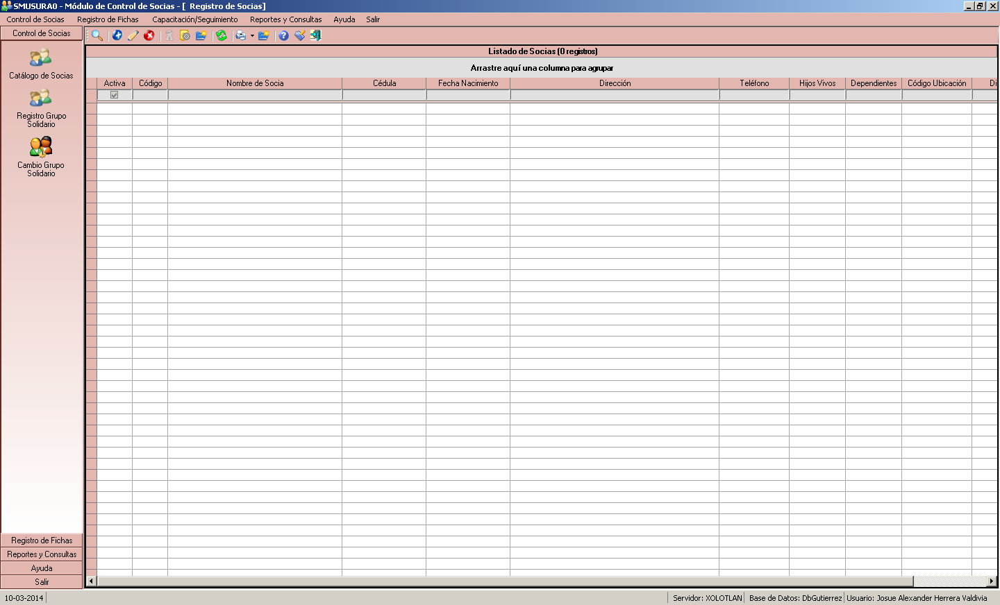 SMUSURA0 - Módulo de Control de Socias - [  Registro de Socias]
Control de Socias   Registro de Fichas   Capacitación/Seguimiento   Reportes y Consultas   Ayuda   Salir
Control de Socias
Catálogo de Socias
Registro Grupo
Solidario
Cambio Grupo
Solidario
Registro de Fichas
Reportes y Consultas
Ayuda
Salir
Listado de Socias (0 registros)
Arrastre aquí una columna para agrupar
Activa   Código   Nombre de Socia   Cédula   Fecha Nacimiento   Dirección   Teléfono   Hijos Vivos   Dependientes   Código Ubicación   Di
10-03-2014   Servidor: XOLOTLAN   Base de Datos: DbGutierrez   Usuario: Josue Alexander Herrera Valdivia